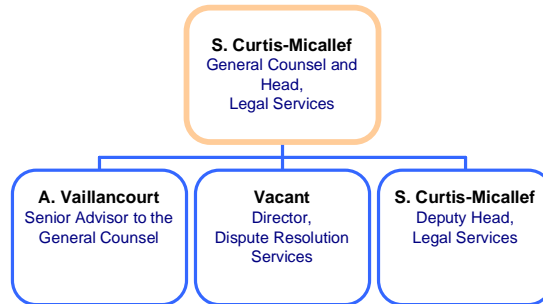 S. Curtis-Micallef
General Counsel and
Head,
Legal Services
A. Vaillancourt
Senior Advisor to the
General Counsel
Vacant
Director,
Dispute Resolution
Services
S. Curtis-Micallef
Deputy Head,
Legal Services